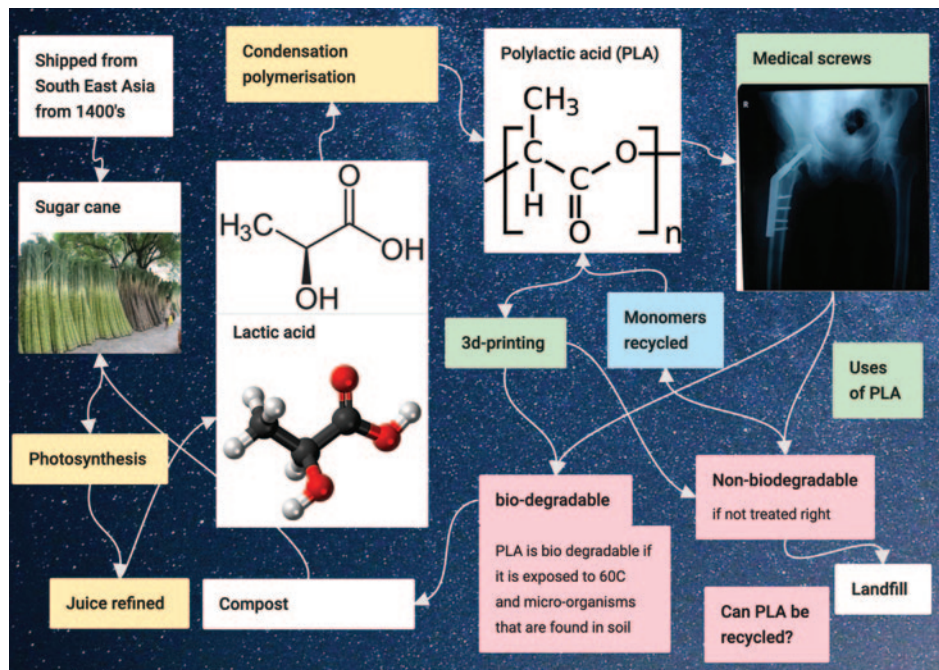 Shipped from
South East Asia
from 1400's
Condensation
polymerisation
Polylactic acid (PLA)
CH3
C
H
C
O
O
n
Medical screws
R
Sugar cane
H3C
O
OH
OH
Lactic acid
3d-printing
Monomers
recycled
Uses
of PLA
Photosynthesis
bio-degradable
PLA is bio degradable if
it is exposed to 60C
and micro-organisms
that are found in soil
Non-biodegradable
if not treated right
Juice refined
Compost
Can PLA be
recycled?
Landfill